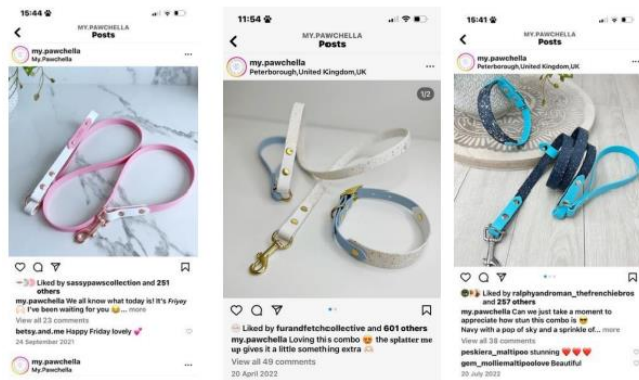 15:44
MY.PAWCHELLA
Posts
my.pawchella
My.Pawchella
Liked by sassypawscollection and 251
others
my.pawchella We all know what today is! It's Friyay
I've been waiting for you 😂... more
View all 23 comments
betsy.and.me Happy Friday lovely 💕
24 September 2021
my.pawchella
My.Pawchella
11:54
MY.PAWCHELLA
Posts
my.pawchella
Peterborough,United Kingdom,UK
1/2
Liked by furandfetchcollective and 601 others
my.pawchella Loving this combo 😍 the splatter me
up gives it a little something extra
View all 49 comments
20 April 2022
15:41
MY.PAWCHELLA
Posts
my.pawchella
Peterborough,United Kingdom,UK
Liked by ralphyandroman_thefrenchiebros
and 257 others
my.pawchella Can we just take a moment to
appreciate how stun this combo is 😍
Navy with a pop of sky and a sprinkle of... more
View all 38 comments
peskiera_maltipoo stunning ❤️❤️❤️
gem_molliemaltipoolove Beautiful
20 July 2022